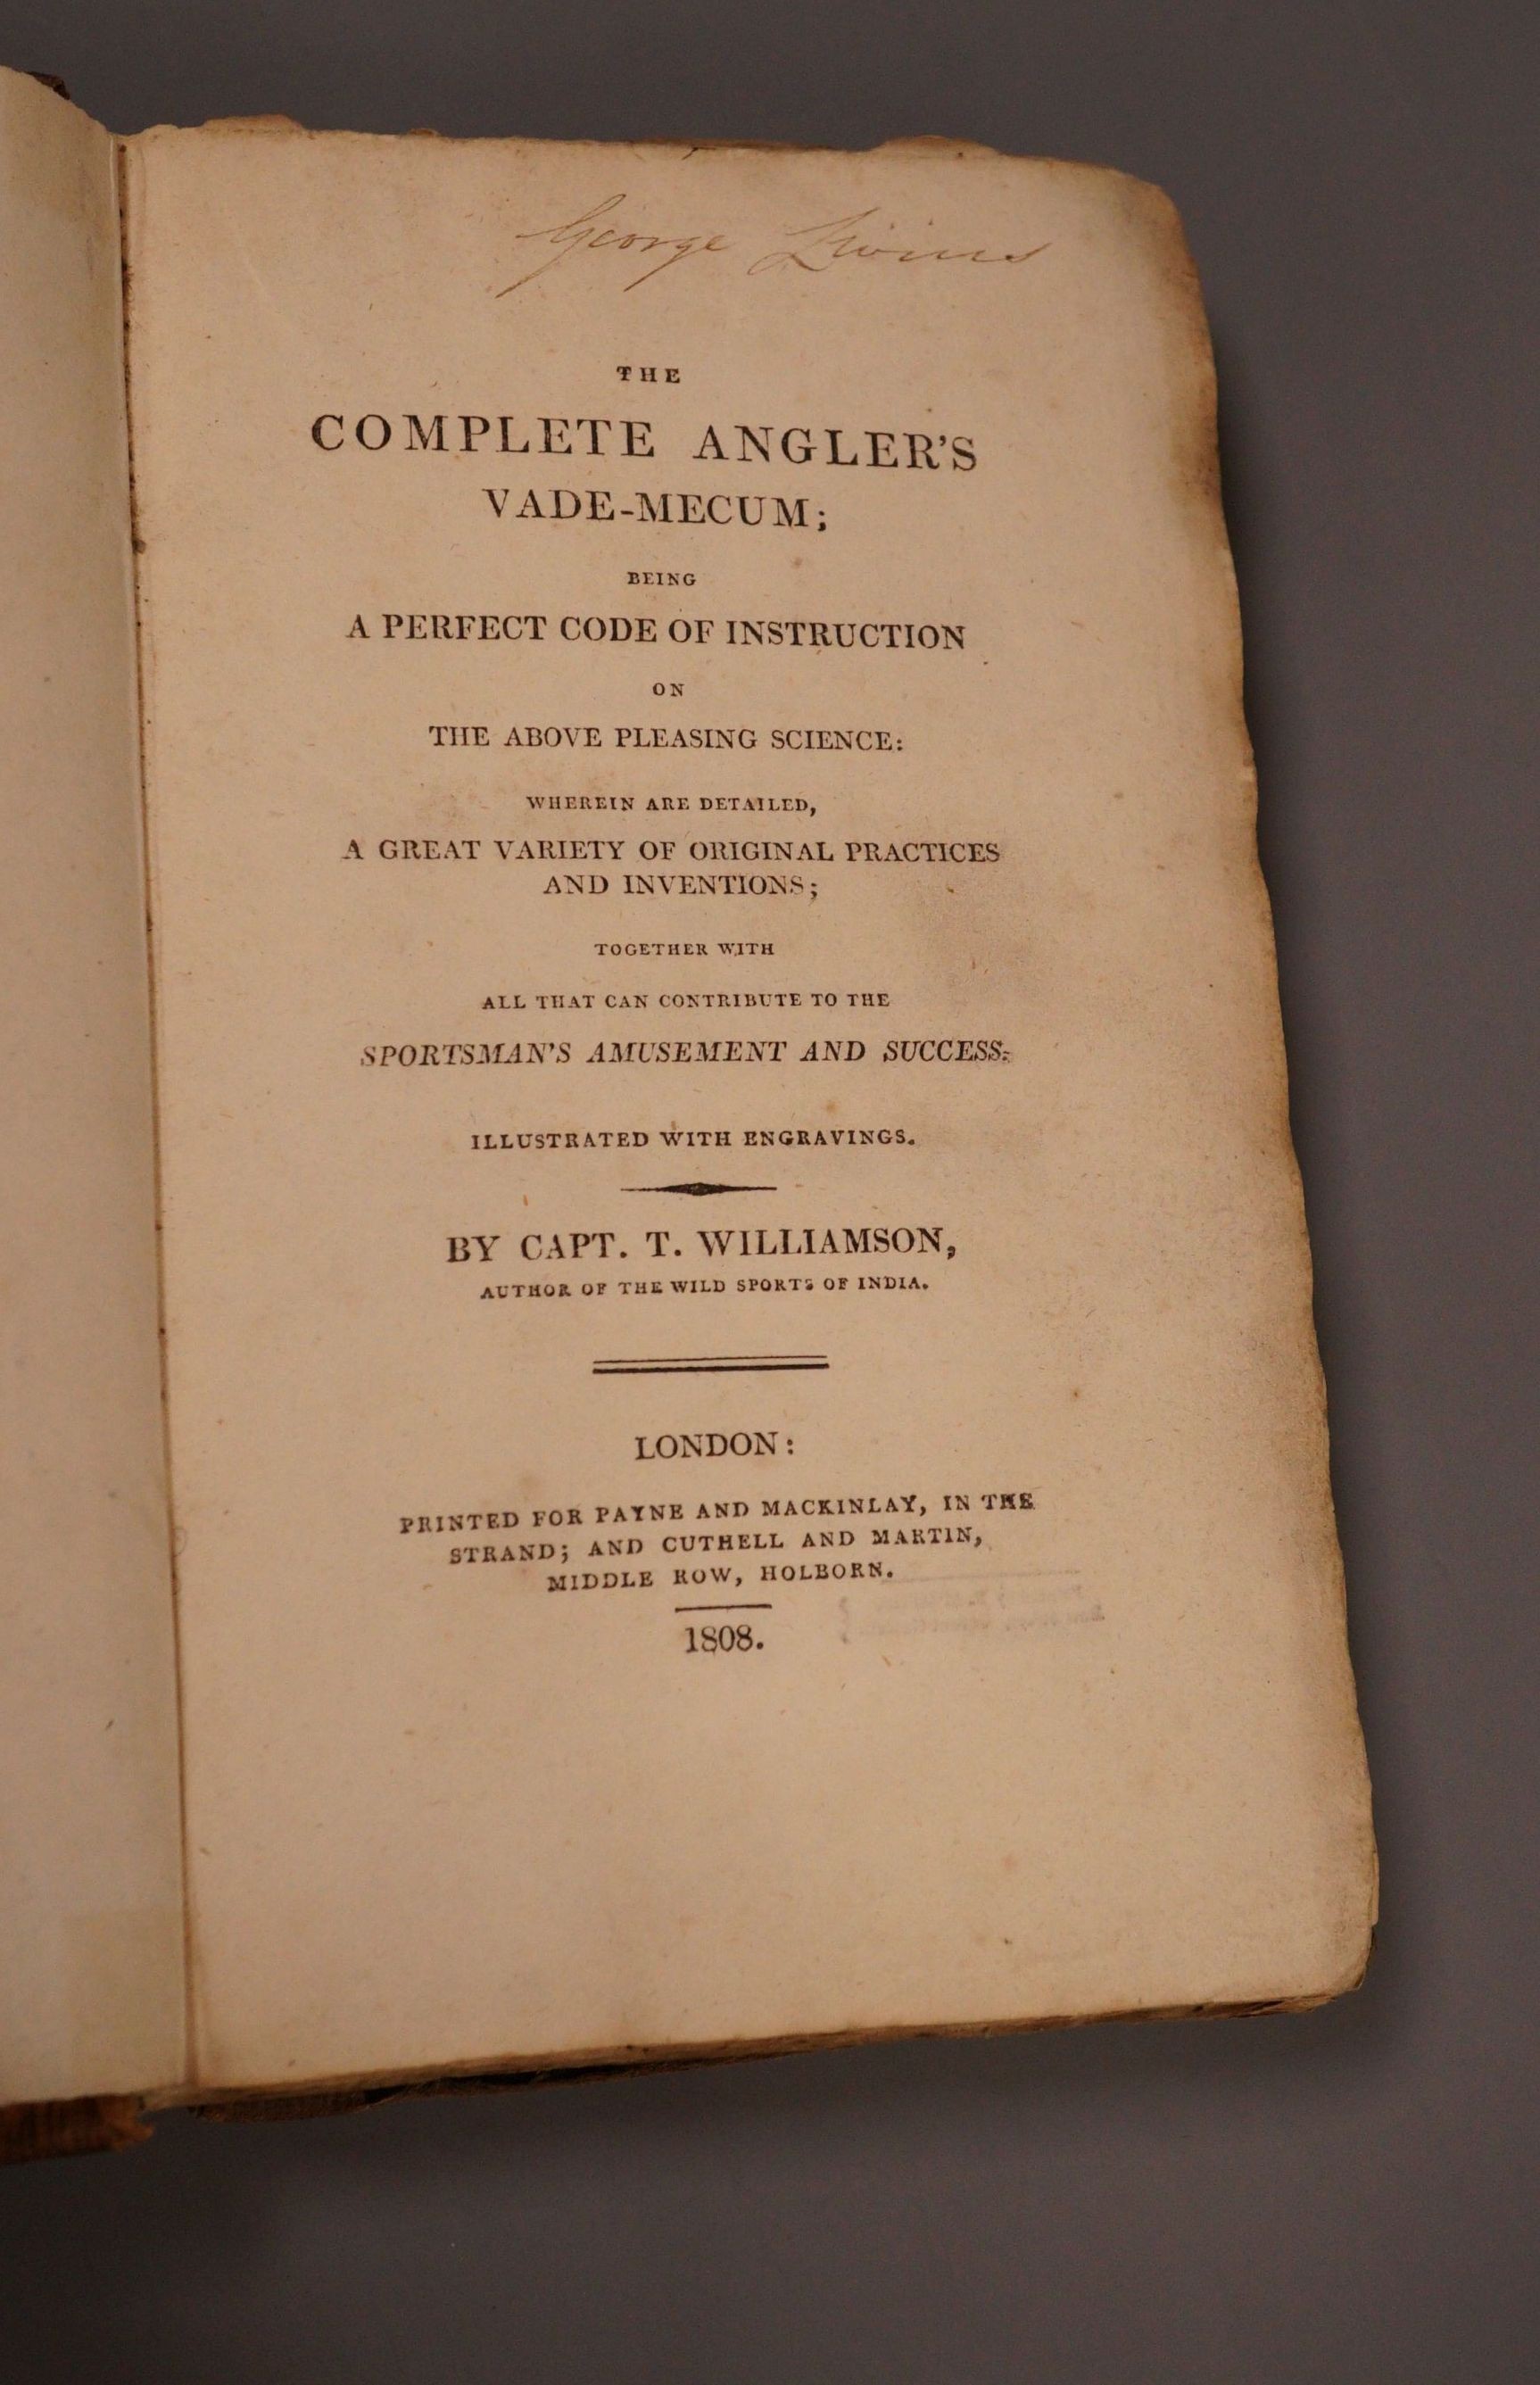 George
THE
COMPLETE ANGLER'S
VADE-MECUM;
BEING
A PERFECT CODE OF INSTRUCTION
ON
THE ABOVE PLEASING SCIENCE:
WHEREIN ARE DETAILED,
A GREAT VARIETY OF ORIGINAL PRACTICES
AND INVENTIONS;
TOGETHER WITH
ALL THAT CAN CONTRIBUTE TO THE
SPORTSMAN'S AMUSEMENT AND SUCCESS.
ILLUSTRATED WITH ENGRAVINGS.
BY CAPT. T. WILLIAMSON,
AUTHOR OF THE WILD SPORTS OF INDIA.
LONDON:
PRINTED FOR PAYNE AND MACKINLAY, IN THE
STRAND; AND CUTHELL AND MARTIN,
MIDDLE ROW, HOLBORN.
1808.